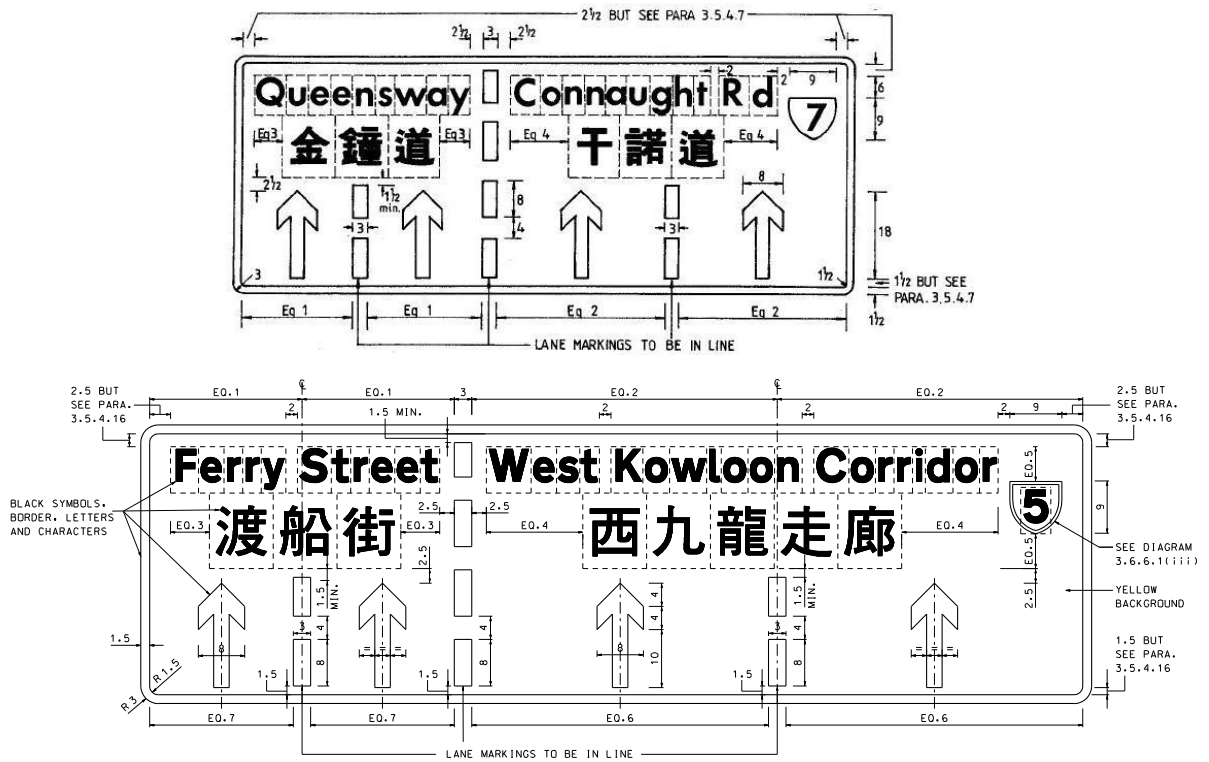 2½ BUT SEE PARA 3.5.4.7
2½ 3 2½
Queensway Connaught Rd 7
2 2 9
6
9
Eq3 金鐘道 Eq3 Eq 4 干諾道 Eq 4
2½ 1½ min. 8
8
3 4 3
18
3 1½
1½ BUT SEE PARA. 3.5.4.7
1½
Eq 1 Eq 1 Eq 2 Eq 2
LANE MARKINGS TO BE IN LINE
2.5 BUT
SEE PARA.
3.5.4.16
EQ.1 ℄ EQ.1 3 EQ.2 ℄ EQ.2
2 1.5 MIN. 2 2 2 9
2.5 BUT
SEE PARA.
3.5.4.16
Ferry Street West Kowloon Corridor
EQ.5
5
9
BLACK SYMBOLS.
BORDER. LETTERS
AND CHARACTERS
EQ.3 渡船街 EQ.3 2.5 2.5 EQ.4 西九龍走廊 EQ.4
EQ.5
SEE DIAGRAM
3.6.6.1(iii)
2.5
1.5 MIN. 2.5 1.5 MIN.
YELLOW
BACKGROUND
4 4
3 4 4 3 4
1.5 8 = = = 8 10 = = =
8 8 8
1.5 1.5 1.5
1.5 BUT
SEE PARA.
3.5.4.16
R 1.5
R 3
EQ.7 EQ.7 EQ.6 EQ.6
LANE MARKINGS TO BE IN LINE